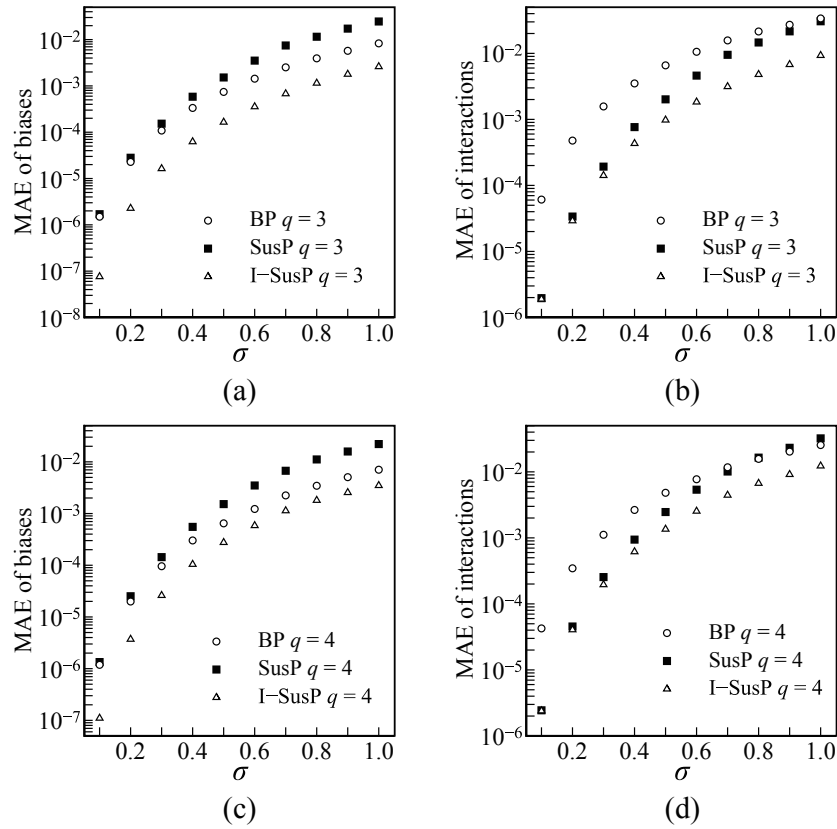 MAE of biases
10⁻²
10⁻³
10⁻⁴
10⁻⁵
10⁻⁶
10⁻⁷
10⁻⁸
BP q = 3
SusP q = 3
I−SusP q = 3
0.2 0.4 0.6 0.8 1.0
σ
(a)
MAE of interactions
10⁻²
10⁻³
10⁻⁴
10⁻⁵
10⁻⁶
BP q = 3
SusP q = 3
I−SusP q = 3
0.2 0.4 0.6 0.8 1.0
σ
(b)
MAE of biases
10⁻²
10⁻³
10⁻⁴
10⁻⁵
10⁻⁶
10⁻⁷
BP q = 4
SusP q = 4
I−SusP q = 4
0.2 0.4 0.6 0.8 1.0
σ
(c)
MAE of interactions
10⁻²
10⁻³
10⁻⁴
10⁻⁵
10⁻⁶
BP q = 4
SusP q = 4
I−SusP q = 4
0.2 0.4 0.6 0.8 1.0
σ
(d)